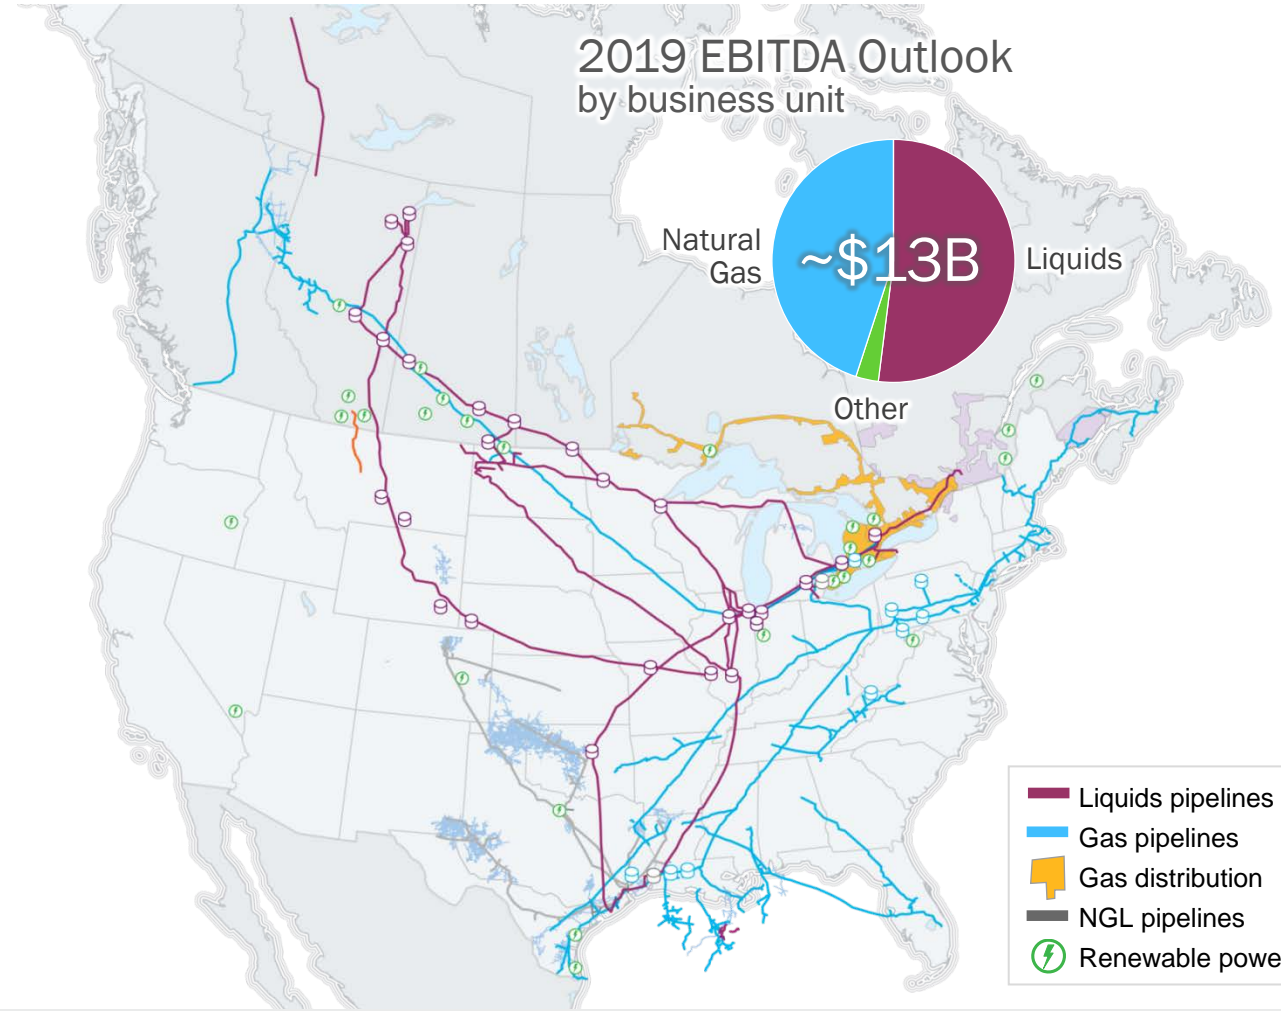 2019 EBITDA Outlook
by business unit
Natural
Gas
~$13B
Liquids
Other
Liquids pipelines
Gas pipelines
Gas distribution
NGL pipelines
Renewable powe